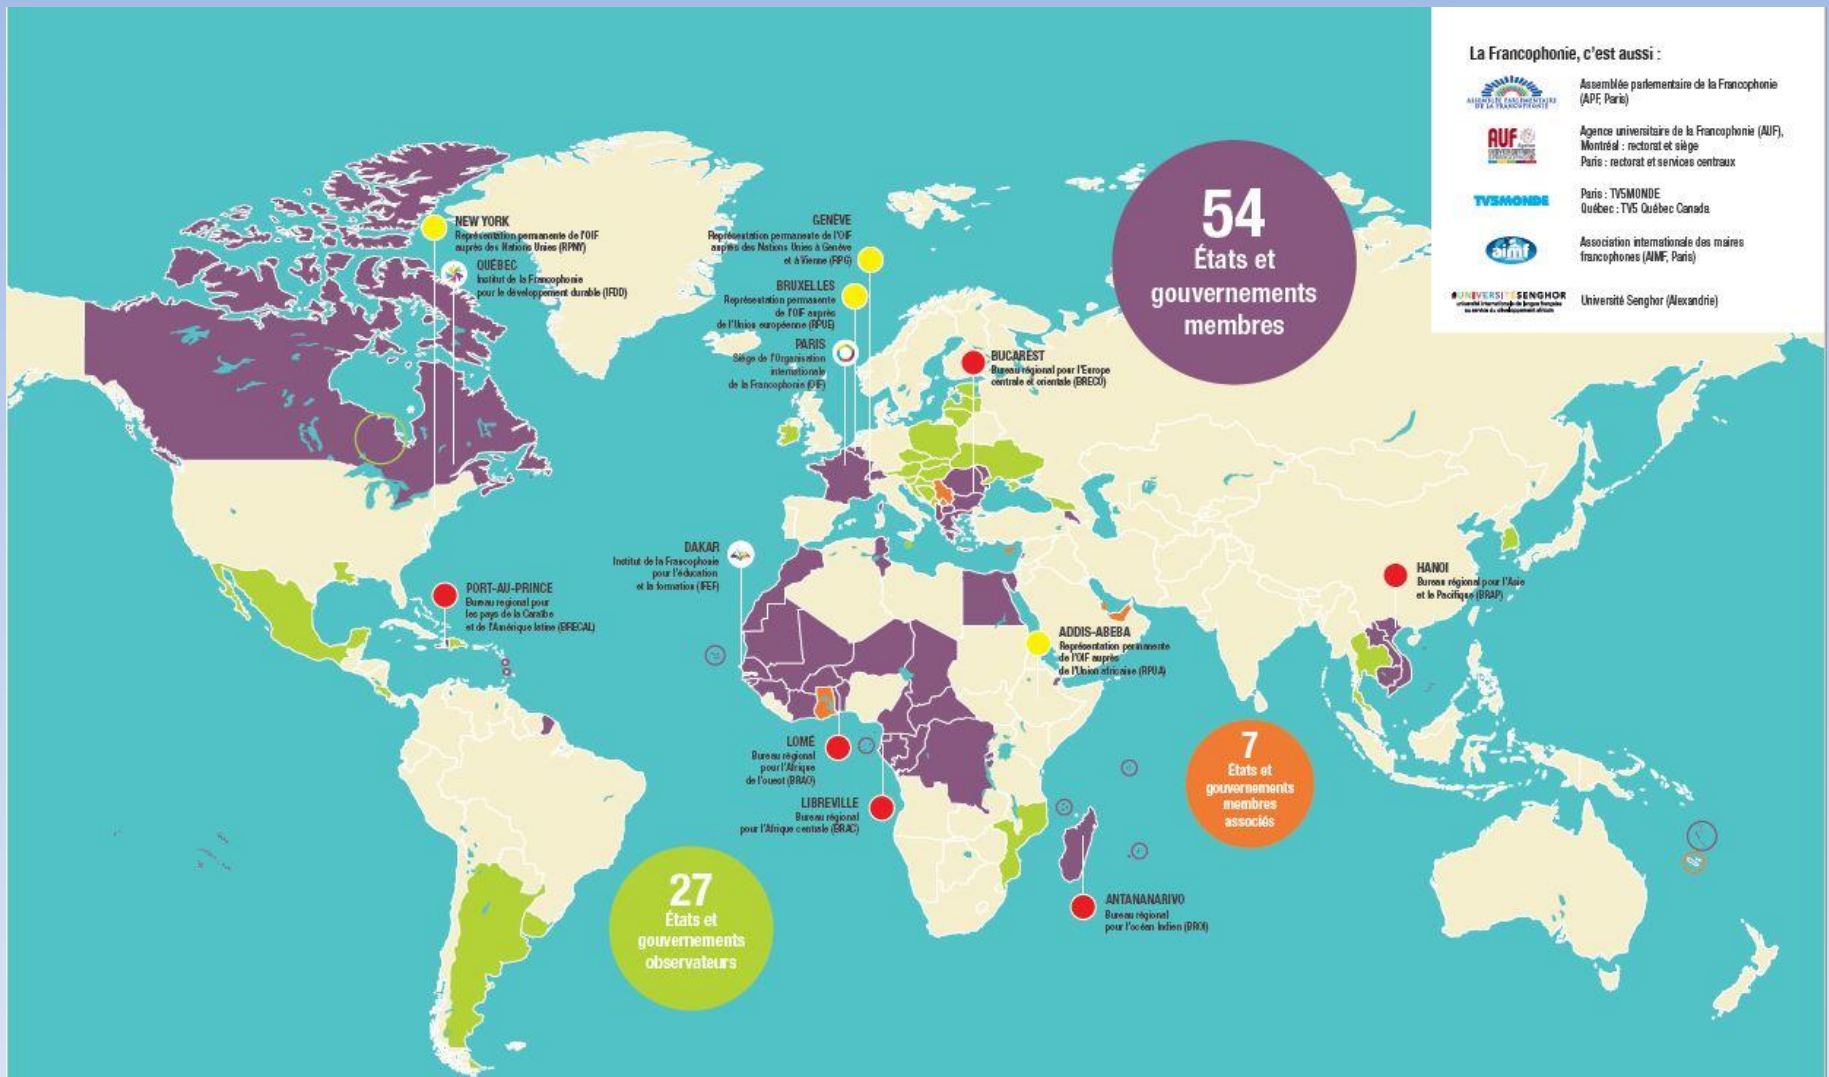 La Francophonie, c'est aussi :
ASSEMBLÉE PARLEMENTAIRE
DE LA FRANCOPHONIE
Assemblée parlementaire de la Francophonie
(APF, Paris)
AUF
Agence universitaire de la Francophonie (AUF),
Montréal : rectorat et siège
Paris : rectorat et services centraux
TV5MONDE
Paris : TV5MONDE
Québec : TV5 Québec Canada
aimf
Association internationale des maires
francophones (AIMF, Paris)
UNIVERSITÉ SENGHOR
Université Senghor (Alexandrie)
54
États et
gouvernements
membres
NEW YORK
Représentation permanente de l'OIF
auprès des Nations Unies (RPNY)
QUÉBEC
Institut de la Francophonie
pour le développement durable (IFDD)
GENÈVE
Représentation permanente de l'OIF
auprès des Nations Unies à Genève
et à Vienne (RPG)
BRUXELLES
Représentation permanente
de l'OIF auprès
de l'Union européenne (RPUE)
PARIS
Siège de l'Organisation
internationale
de la Francophonie (OIF)
BUCAREST
Bureau régional pour l'Europe
centrale et orientale (BRECO)
DAKAR
Institut de la Francophonie
pour l'éducation
et la formation (IFEF)
PORT-AU-PRINCE
Bureau régional pour
les pays de la Caraïbe
et de l'Amérique latine (BRECAL)
HANOI
Bureau régional pour l'Asie
et le Pacifique (BRAP)
ADDIS-ABEBA
Représentation permanente
de l'OIF auprès
de l'Union africaine (RPUA)
LOMÉ
Bureau régional
pour l'Afrique
de l'ouest (BRAO)
LIBREVILLE
Bureau régional
pour l'Afrique centrale (BRAC)
7
États et
gouvernements
membres
associés
27
États et
gouvernements
observateurs
ANTANANARIVO
Bureau régional
pour l'océan Indien (BROI)